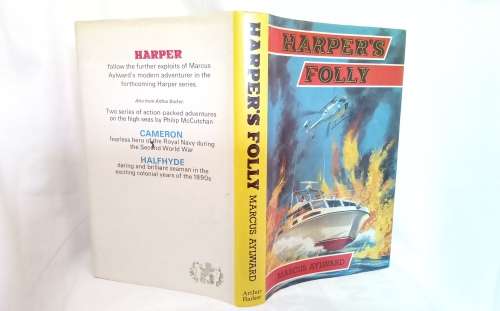 HARPER
follow the further exploits of Marcus
Aylward's modern adventurer in the
forthcoming Harper series.
Also from Arthur Barker
Two series of action packed adventures
on the high seas by Philip McCutchan
CAMERON
fearless hero of the Royal Navy during
the Second World War
HALFHYDE
daring and brilliant seaman in the
exciting colonial years of the 1890s
HARPER'S FOLLY MARCUS AYLWARD
Arthur
Barker
HARPER'S
FOLLY
MARCUS AYLWARD